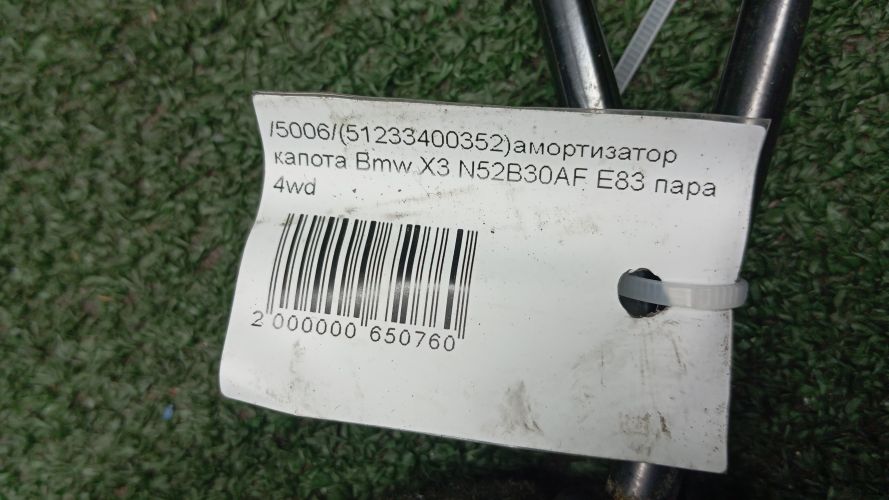 /5006/(51233400352)амортизатор
капота Bmw X3 N52B30AF E83 пара
4wd
2 000000 650760